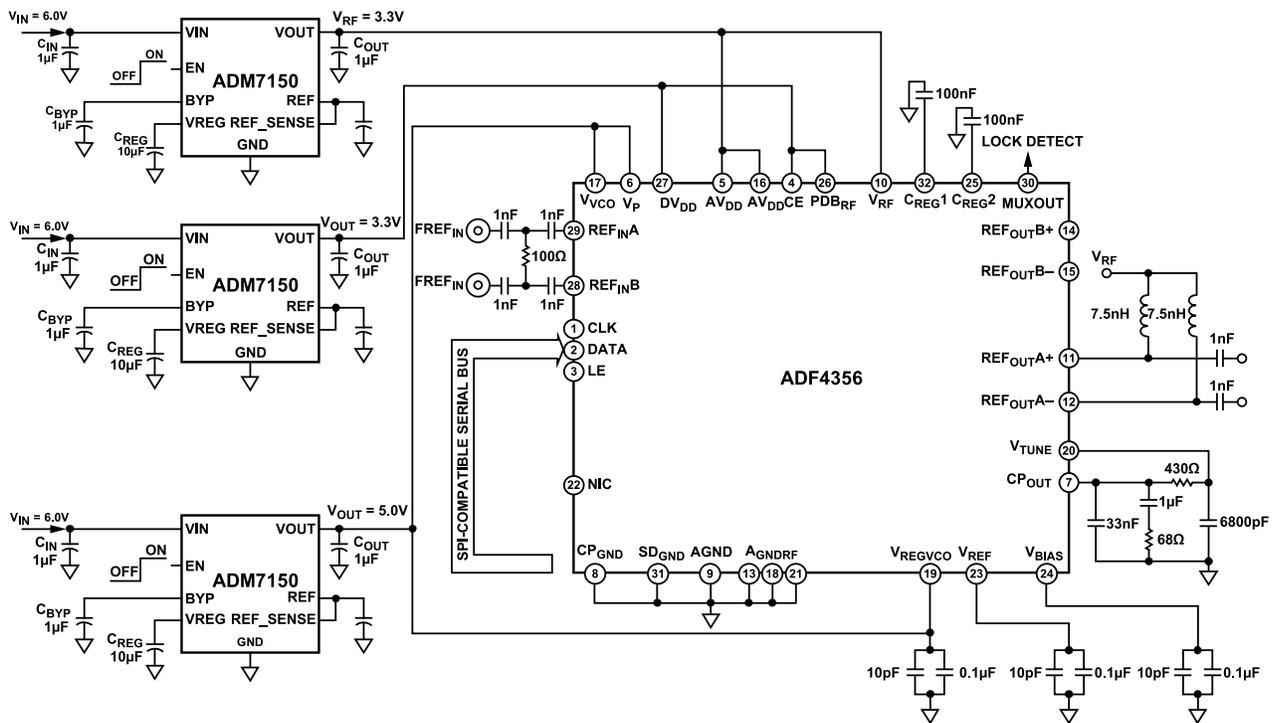 VIN = 6.0V
CIN
1µF
ON
OFF
CBYP
1µF
CREG
10µF
VIN
VOUT
EN
ADM7150
BYP
REF
VREG REF_SENSE
GND
VRF = 3.3V
COUT
1µF
VIN = 6.0V
CIN
1µF
ON
OFF
CBYP
1µF
CREG
10µF
VIN
VOUT
EN
ADM7150
BYP
REF
VREG REF_SENSE
GND
VOUT = 3.3V
COUT
1µF
VIN = 6.0V
CIN
1µF
ON
OFF
CBYP
1µF
CREG
10µF
VIN
VOUT
EN
ADM7150
BYP
REF
VREG REF_SENSE
GND
VOUT = 5.0V
COUT
1µF
100nF
100nF
LOCK DETECT
17 6 27 5 16 4 26 10 32 25 30
VVCO VP DVDD AVDD AVDD CE PDBRF VRF CREG1 CREG2 MUXOUT
FREFIN
1nF
1nF
29
REFINA
100Ω
FREFIN
1nF
1nF
28
REFINB
1
CLK
2
DATA
3
LE
SPI-COMPATIBLE SERIAL BUS
22
NIC
ADF4356
REFOUTB+
14
REFOUTB–
15
VRF
7.5nH
7.5nH
REFOUTA+
11
1nF
REFOUTA–
12
1nF
VTUNE
20
CPOUT
7
430Ω
33nF
1µF
68Ω
6800pF
CPGND SDGND AGND AGNDRF VREGVCO VREF VBIAS
8 31 9 13 18 21 19 23 24
10pF
0.1µF
10pF
0.1µF
10pF
0.1µF